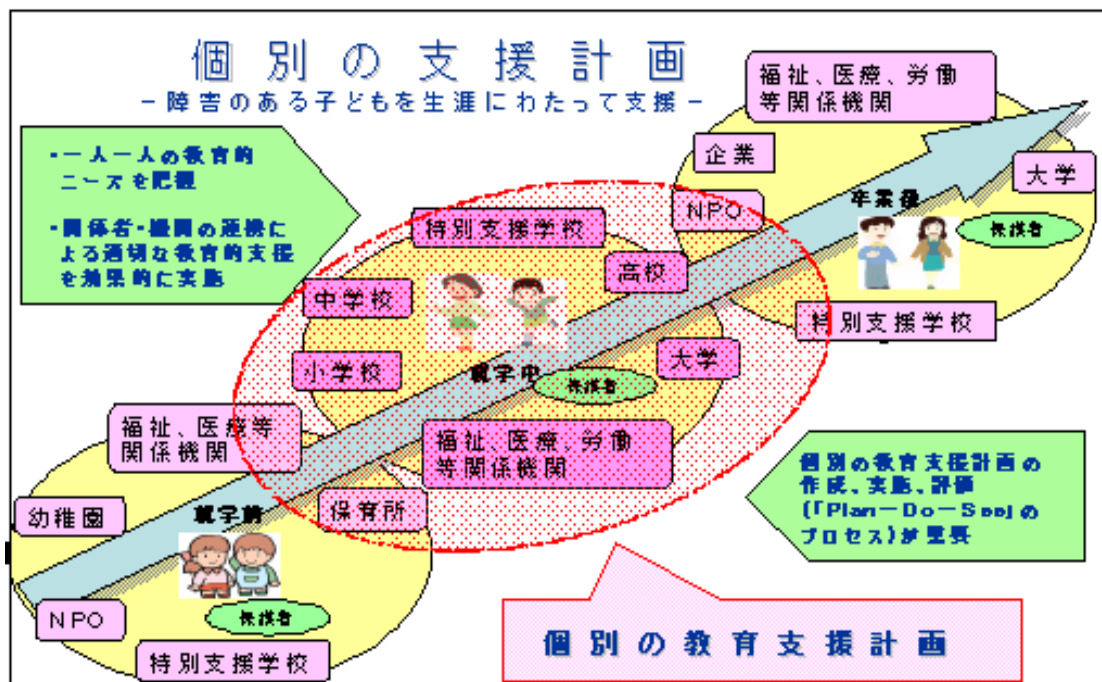 個別の支援計画
－障害のある子どもを生涯にわたって支援－
・一人一人の教育的
ニーズを把握
・関係者・機関の連携に
よる適切な教育的支援
を効果的に実施
福祉、医療、労働
等関係機関
企業
NPO
大学
卒業後
保護者
特別支援学校
特別支援学校
高校
中学校
小学校
就学中
保護者
大学
福祉、医療、労働
等関係機関
福祉、医療等
関係機関
保育所
幼稚園
就学前
NPO
保護者
特別支援学校
個別の教育支援計画の
作成、実施、評価
(「Plan－Do－See」の
プロセス)が重要
個別の教育支援計画